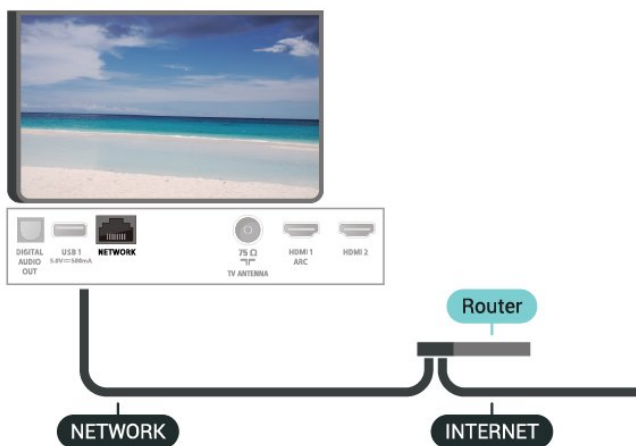 DIGITAL
AUDIO
OUT
USB 1
5.0V⎓500mA
NETWORK
75 Ω
TV ANTENNA
HDMI 1
ARC
HDMI 2
Router
NETWORK
INTERNET